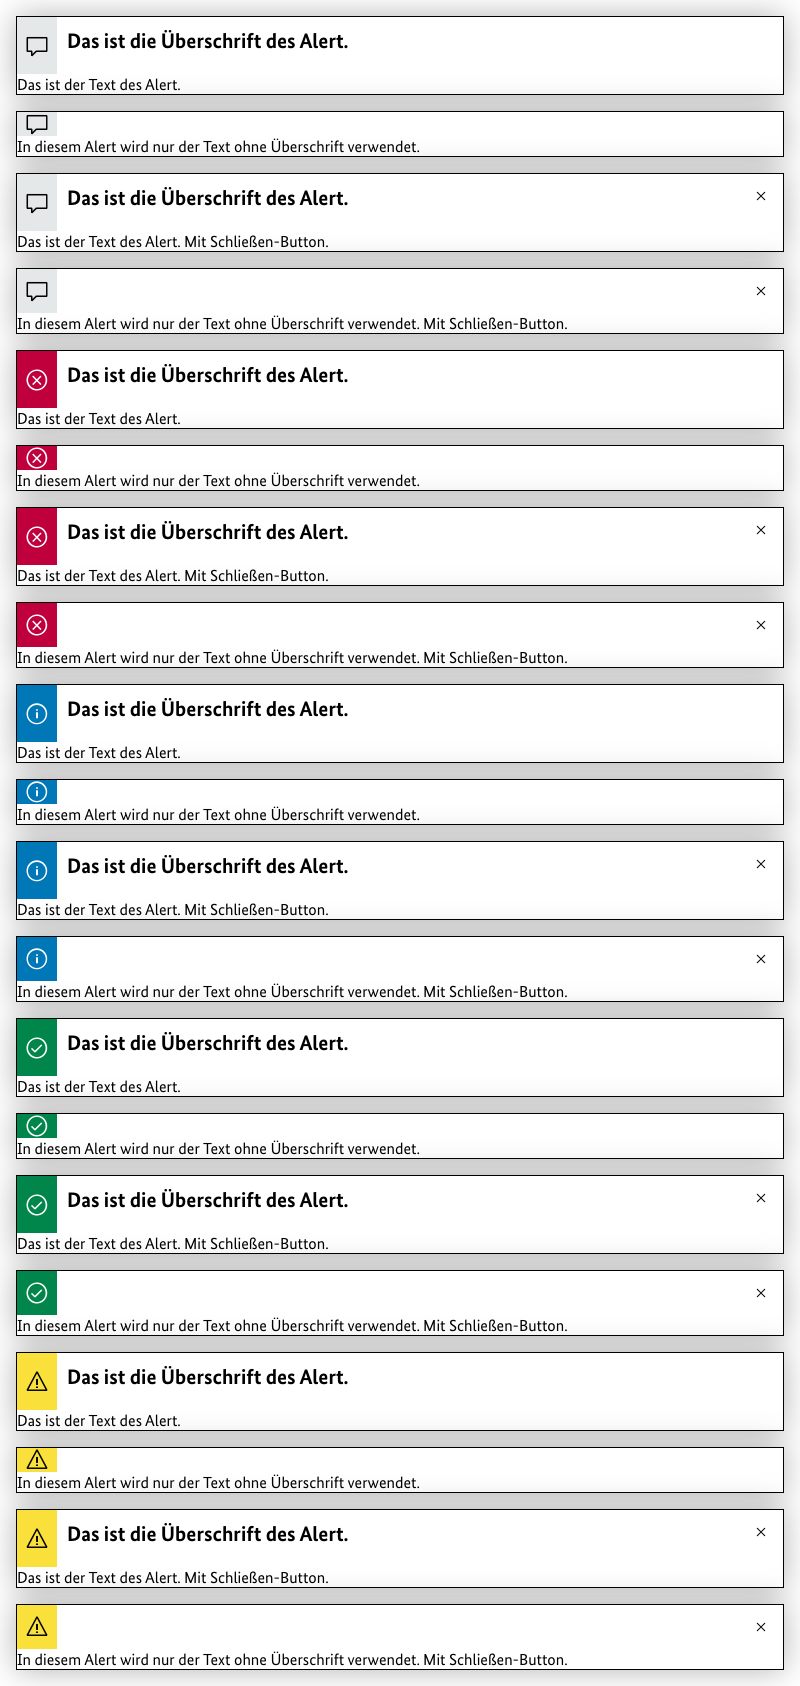 Das ist die Überschrift des Alert.
Das ist der Text des Alert.
In diesem Alert wird nur der Text ohne Überschrift verwendet.
Das ist die Überschrift des Alert.
Das ist der Text des Alert. Mit Schließen-Button.
In diesem Alert wird nur der Text ohne Überschrift verwendet. Mit Schließen-Button.
Das ist die Überschrift des Alert.
Das ist der Text des Alert.
In diesem Alert wird nur der Text ohne Überschrift verwendet.
Das ist die Überschrift des Alert.
Das ist der Text des Alert. Mit Schließen-Button.
In diesem Alert wird nur der Text ohne Überschrift verwendet. Mit Schließen-Button.
Das ist die Überschrift des Alert.
Das ist der Text des Alert.
In diesem Alert wird nur der Text ohne Überschrift verwendet.
Das ist die Überschrift des Alert.
Das ist der Text des Alert. Mit Schließen-Button.
In diesem Alert wird nur der Text ohne Überschrift verwendet. Mit Schließen-Button.
Das ist die Überschrift des Alert.
Das ist der Text des Alert.
In diesem Alert wird nur der Text ohne Überschrift verwendet.
Das ist die Überschrift des Alert.
Das ist der Text des Alert. Mit Schließen-Button.
In diesem Alert wird nur der Text ohne Überschrift verwendet. Mit Schließen-Button.
Das ist die Überschrift des Alert.
Das ist der Text des Alert.
In diesem Alert wird nur der Text ohne Überschrift verwendet.
Das ist die Überschrift des Alert.
Das ist der Text des Alert. Mit Schließen-Button.
In diesem Alert wird nur der Text ohne Überschrift verwendet. Mit Schließen-Button.